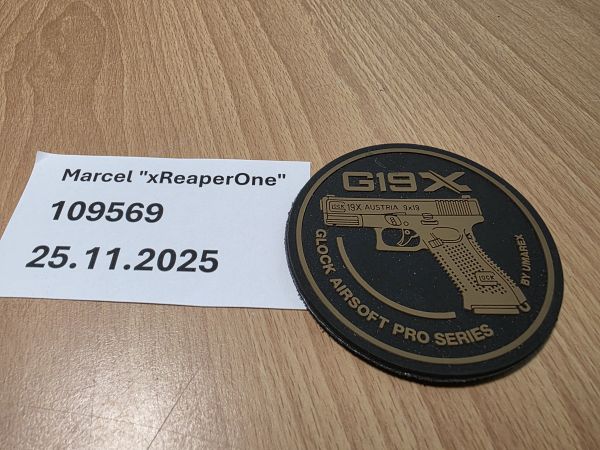 Marcel "xReaperOne"
109569
25.11.2025
G19X
19X AUSTRIA 9x19
GLOCK AIRSOFT PRO SERIES
BY UMAREX